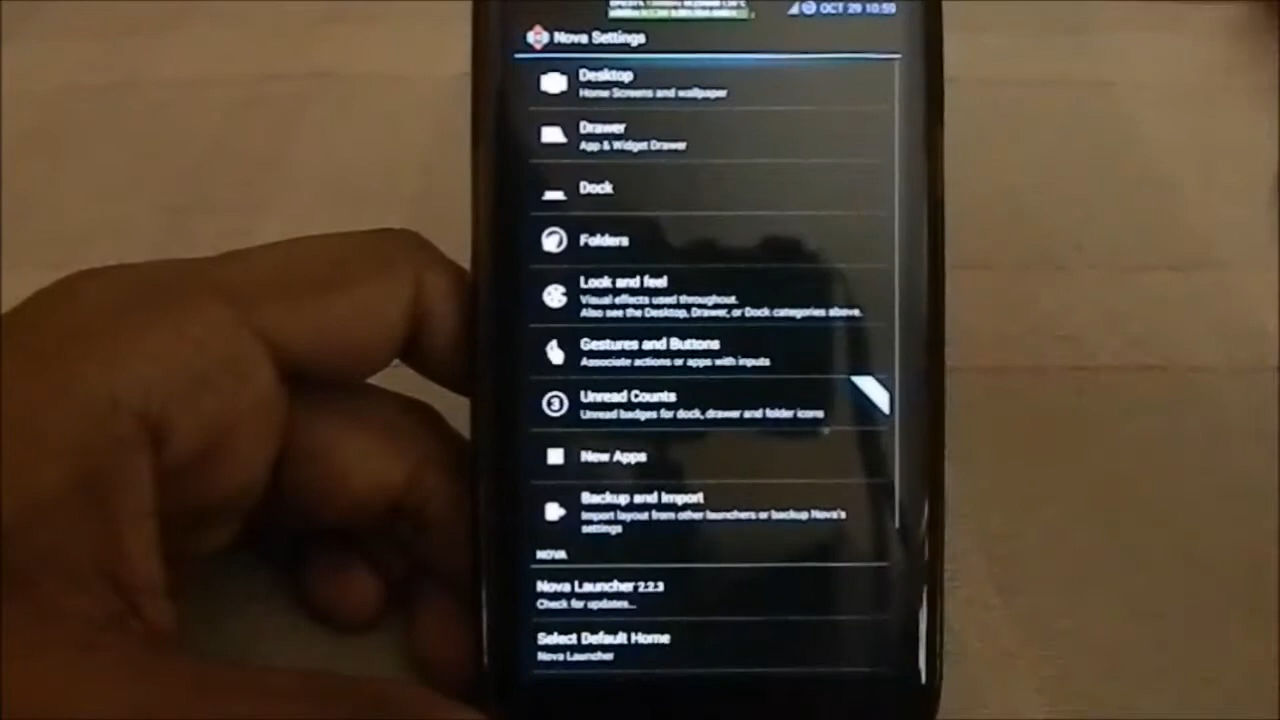 OCT 29 10:59
Nova Settings
Desktop
Home Screens and wallpaper
Drawer
App & Widget Drawer
Dock
Folders
Look and feel
Visual effects used throughout.
Also see the Desktop, Drawer, or Dock categories above.
Gestures and Buttons
Associate actions or apps with inputs
3
Unread Counts
Unread badges for dock, drawer and folder icons
New Apps
Backup and Import
Import layout from other launchers or backup Nova's
settings
NOVA
Nova Launcher 2.2.3
Check for updates...
Select Default Home
Nova Launcher